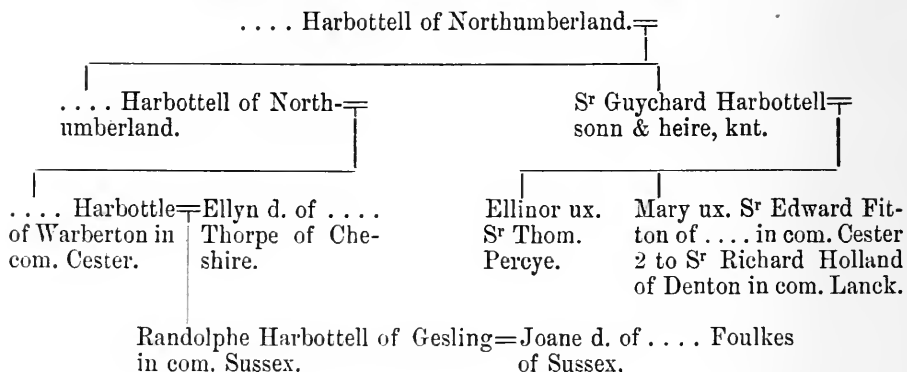 .... Harbottell of Northumberland.
.... Harbottell of North-
umberland.
Sʳ Guychard Harbottell
sonn & heire, knt.
.... Harbottle
of Warberton in
com. Cester.
Ellyn d. of ....
Thorpe of Che-
shire.
Ellinor ux.
Sʳ Thom.
Percye.
Mary ux. Sʳ Edward Fit-
ton of .... in com. Cester
2 to Sʳ Richard Holland
of Denton in com. Lanck.
Randolphe Harbottell of Gesling
in com. Sussex.
Joane d. of .... Foulkes
of Sussex.